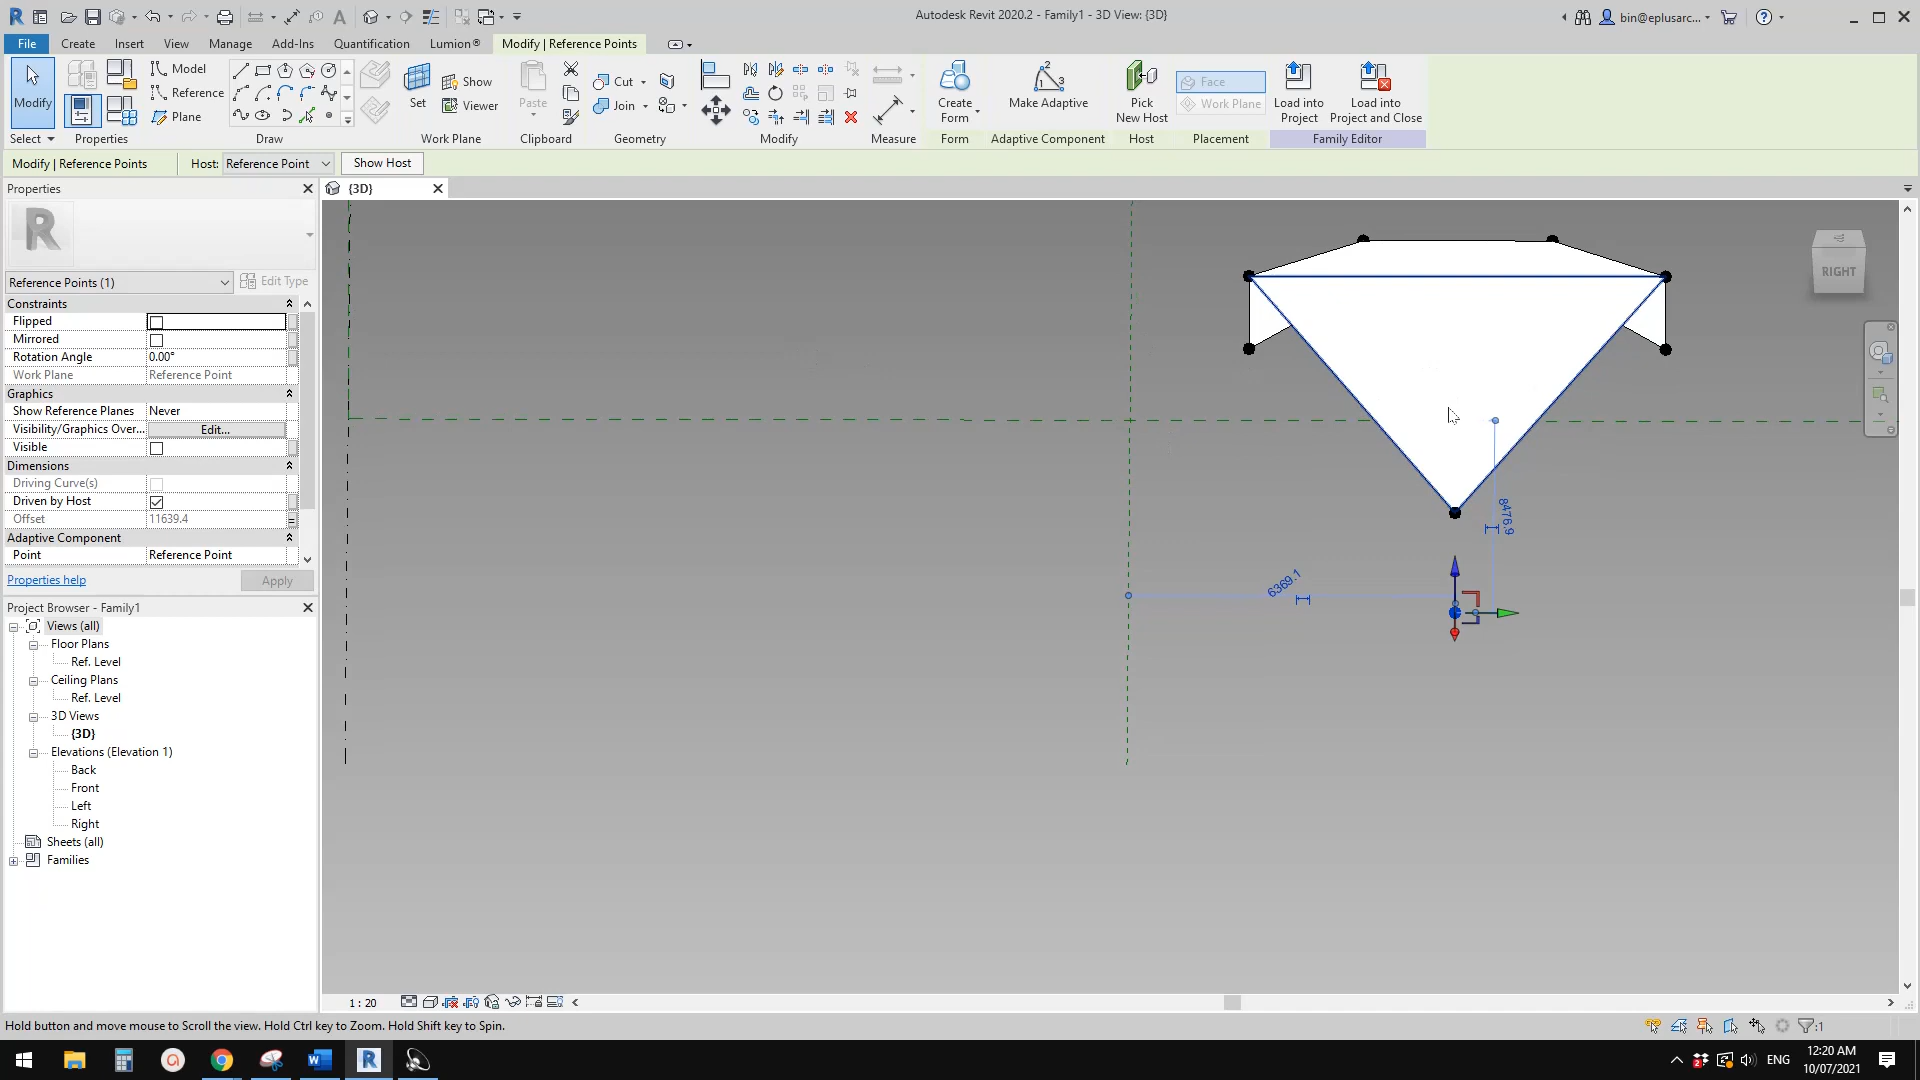 Autodesk Revit 2020.2 - Family1 - 3D View: {3D}
bin@eplusarc...
File Create Insert View Manage Add-Ins Quantification Lumion® Modify | Reference Points
Modify
Model
Reference
Plane
Set
Show
Viewer
Paste
Cut
Join
Create
Form
Make Adaptive
Pick
New Host
Face
Work Plane
Load into
Project
Load into
Project and Close
Select Properties Draw Work Plane Clipboard Geometry Modify Measure Form Adaptive Component Host Placement Family Editor
Modify | Reference Points Host: Reference Point Show Host
Properties
{3D}
R
Reference Points (1) Edit Type
Constraints
Flipped
Mirrored
Rotation Angle 0.00°
Work Plane Reference Point
Graphics
Show Reference Planes Never
Visibility/Graphics Over... Edit...
Visible
Dimensions
Driving Curve(s)
Driven by Host
Offset 11639.4
Adaptive Component
Point Reference Point
Properties help Apply
Project Browser - Family1
Views (all)
Floor Plans
Ref. Level
Ceiling Plans
Ref. Level
3D Views
{3D}
Elevations (Elevation 1)
Back
Front
Left
Right
Sheets (all)
Families
RIGHT
8476.9
6369.1
1 : 20
Hold button and move mouse to Scroll the view. Hold Ctrl key to Zoom. Hold Shift key to Spin.
:1
ENG
12:20 AM
10/07/2021